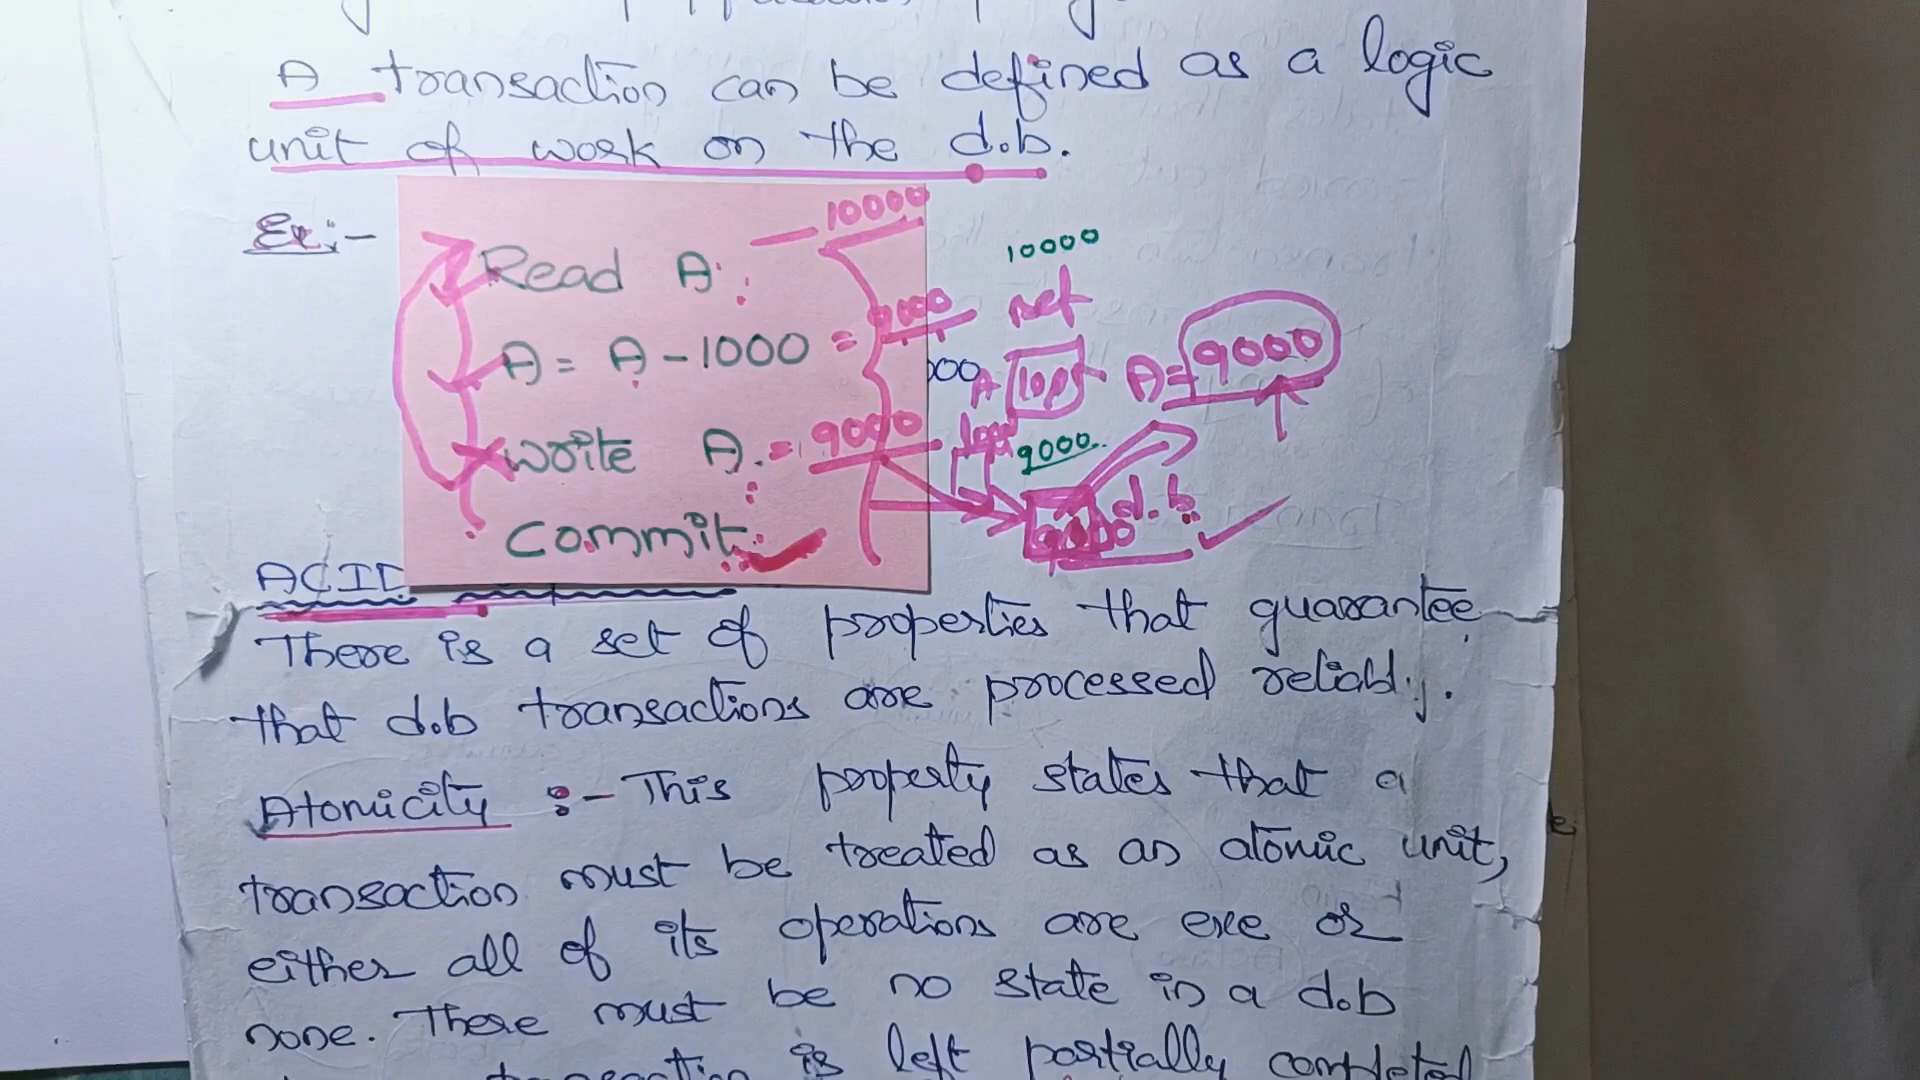 A transaction can be defined as a logic
unit of work on the d.b.
Ex:-
Read A: — 10000
10000
A = A - 1000 = 9000
000 A
A = 9000
Write A. = 9000
9000
d.b
9000
Commit.
ACID
There is a set of properties that guarantee
that d.b transactions are processed reliably.
Atomicity :- This property states that a
transaction must be treated as an atomic unit,
either all of its operations are exe or
none. There must be no state in a d.b
transaction is left partially completed